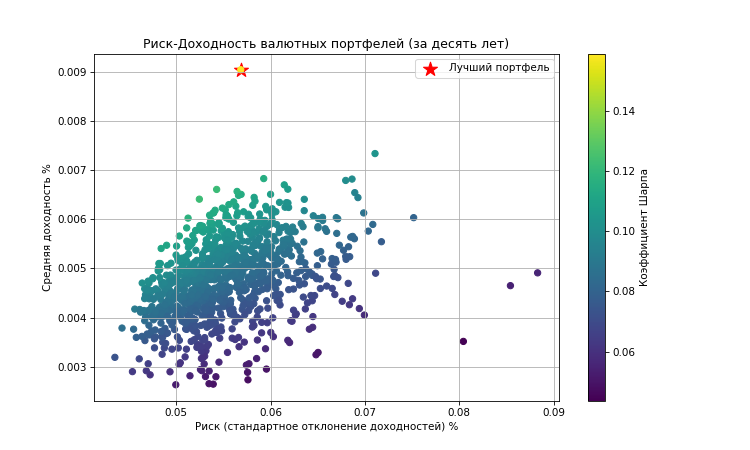 Риск-Доходность валютных портфелей (за десять лет)
Лучший портфель
Средняя доходность %
0.009
0.008
0.007
0.006
0.005
0.004
0.003
0.05 0.06 0.07 0.08 0.09
Риск (стандартное отклонение доходностей) %
0.14
0.12
0.10
0.08
0.06
Коэффициент Шарпа